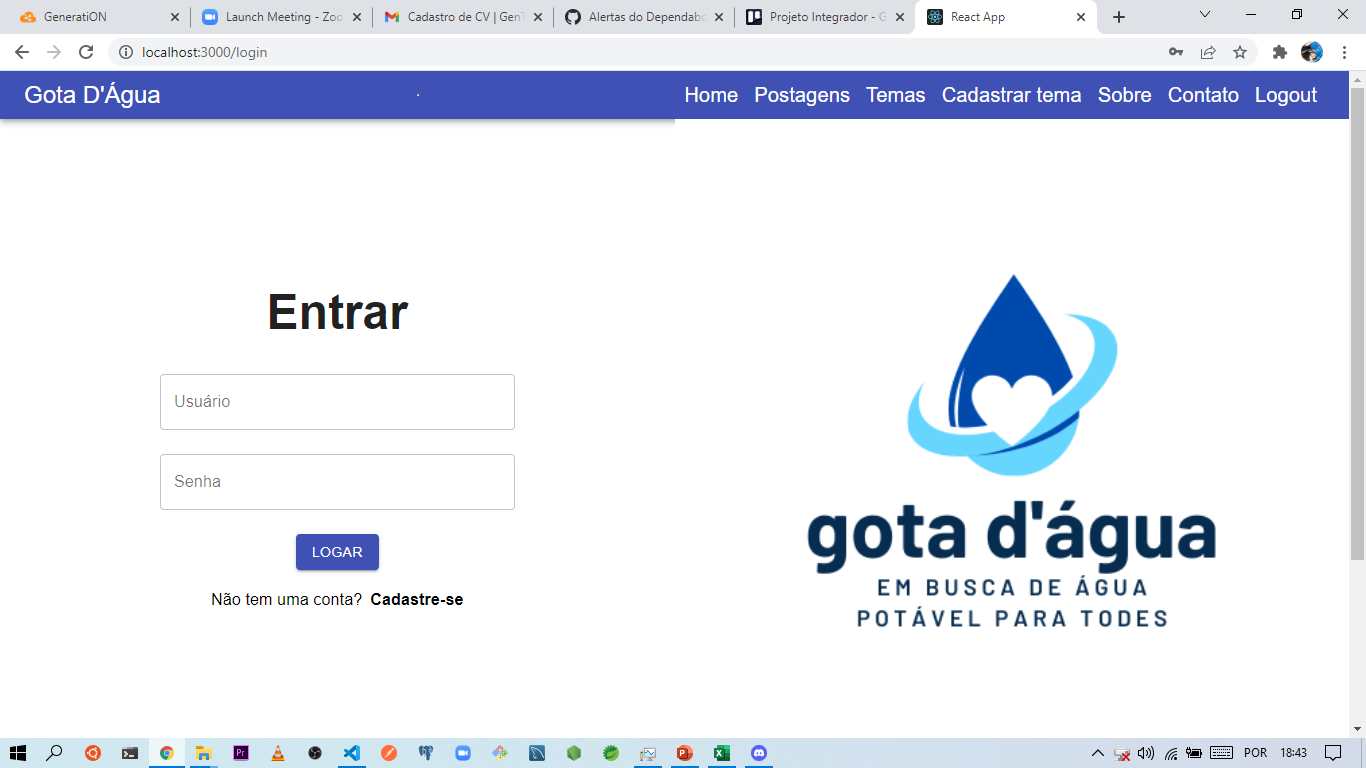 GeneratiON
Launch Meeting - Zoo
Cadastro de CV | GenT
Alertas do Dependabo
Projeto Integrador - G
React App
localhost:3000/login
Gota D'Água
Home Postagens Temas Cadastrar tema Sobre Contato Logout
Entrar
Usuário
Senha
LOGAR
Não tem uma conta? Cadastre-se
gota d'água
EM BUSCA DE ÁGUA
POTÁVEL PARA TODES
Pr
POR
18:43